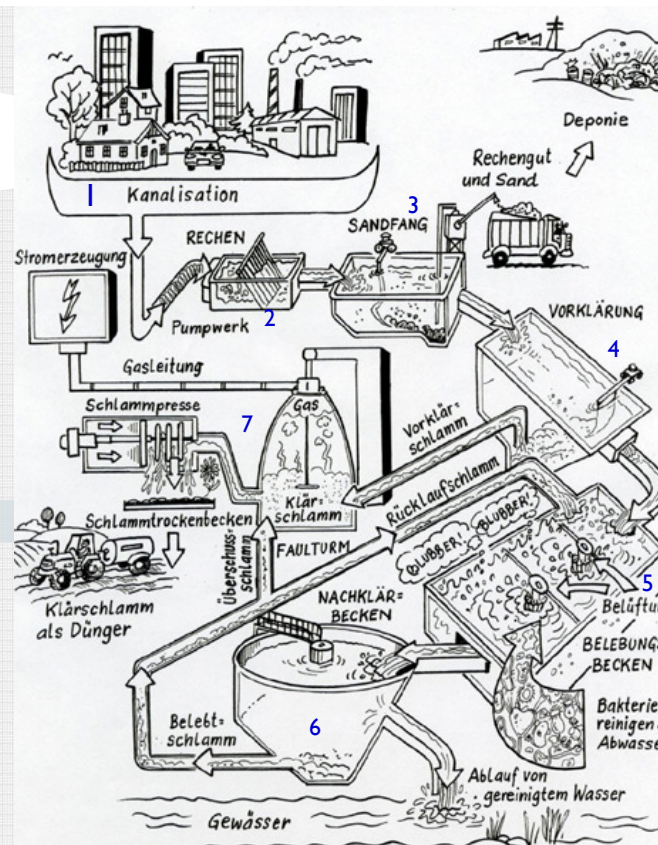 Deponie
Rechengut
und Sand
1 Kanalisation
3
SANDFANG
RECHEN
Stromerzeugung
2
Pumpwerk
VORKLÄRUNG
4
Gasleitung
Schlammpresse
7
Gas
Vorklär=
schlamm
Klär=
schlamm
Rücklaufschlamm
Schlammtrockenbecken
Überschuss=
schlamm
FAULTURM
BLUBBER!
BLUBBER!
Klärschlamm
als Dünger
NACHKLÄR=
BECKEN
5
Belüftu
BELEBUNG
BECKEN
Bakterie
reinigen
Abwasse
6
Belebt=
schlamm
Ablauf von
gereinigtem Wasser
Gewässer